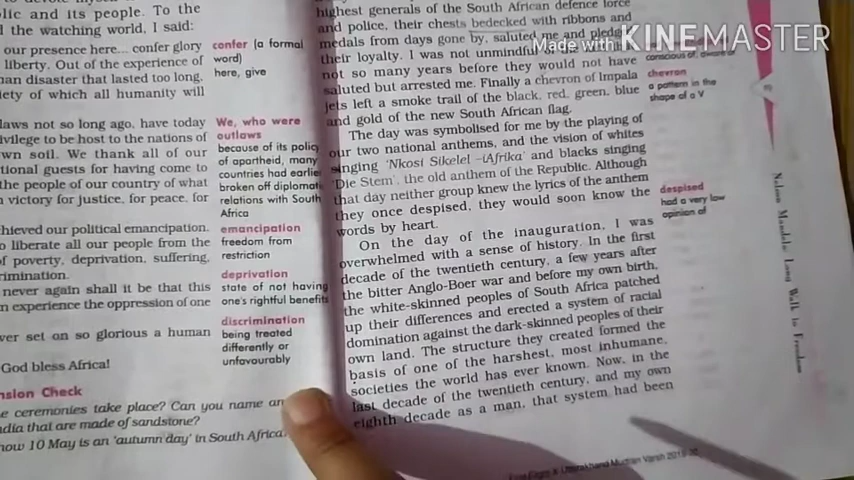 lic and its people. To the
the watching world, I said:
our presence here... confer glory
liberty. Out of the experience of
an disaster that lasted too long,
iety of which all humanity will
laws not so long ago, have today
vilege to be host to the nations of
wn soil. We thank all of our
tional guests for having come to
the people of our country of what
victory for justice, for peace, for
hieved our political emancipation.
o liberate all our people from the
f poverty, deprivation, suffering,
rimination.
never again shall it be that this
n experience the oppression of one
ver set on so glorious a human
God bless Africa!
nsion Check
e ceremonies take place? Can you name an
ndia that are made of sandstone?
now 10 May is an 'autumn day' in South Africa.
confer (a formal
word)
here, give
We, who were
outlaws
because of its policy
of apartheid, many
countries had earlier
broken off diplomat
relations with South
Africa
emancipation
freedom from
restriction
deprivation
state of not having
one's rightful benefits
discrimination
being treated
differently or
unfavourably
highest generals of the South African defence force
and police, their chests bedecked with ribbons and
medals from days gone by, saluted me and pledged
their loyalty. I was not unmindful of the
not so many years before they would not have
saluted but arrested me. Finally a chevron of Impala
jets left a smoke trail of the black, red, green, blue
and gold of the new South African flag.
The day was symbolised for me by the playing of
our two national anthems, and the vision of whites
singing 'Nkosi Sikelel –iAfrika' and blacks singing
'Die Stem', the old anthem of the Republic. Although
that day neither group knew the lyrics of the anthem
they once despised, they would soon know the
words by heart.
On the day of the inauguration, I was
overwhelmed with a sense of history. In the first
decade of the twentieth century, a few years after
the bitter Anglo-Boer war and before my own birth,
the white-skinned peoples of South Africa patched
up their differences and erected a system of racial
domination against the dark-skinned peoples of their
own land. The structure they created formed the
basis of one of the harshest, most inhumane,
societies the world has ever known. Now, in the
last decade of the twentieth century, and my own
eighth decade as a man, that system had been
conscious of, aware of
chevron
a pattern in the
shape of a V
despised
had a very low
opinion of
Nelson Mandela: Long Walk to Freedom
Made with KINEMASTER